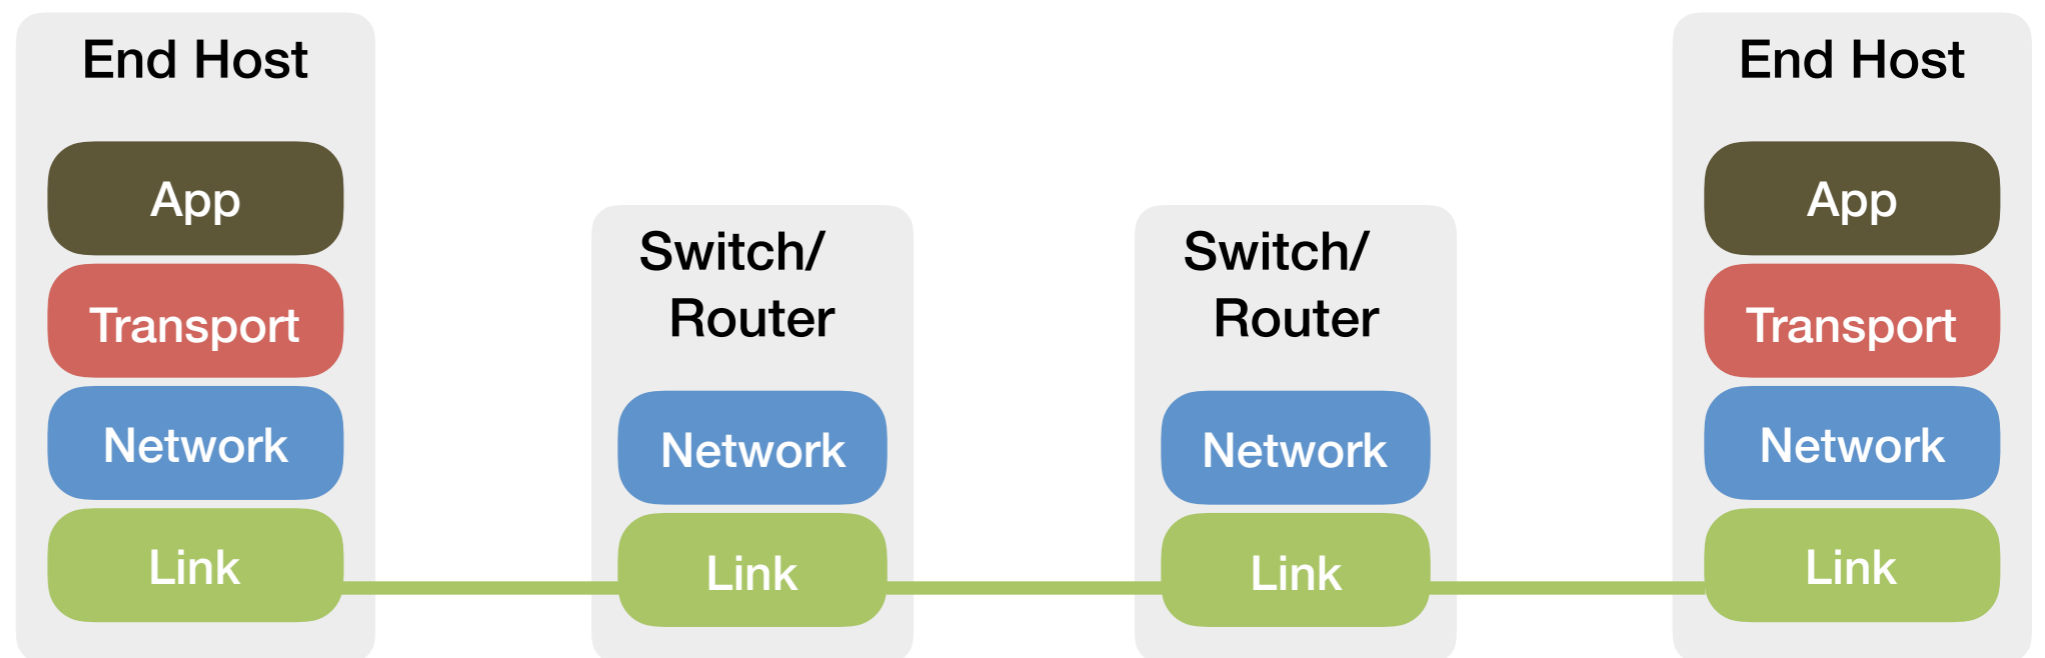 End Host
App
Transport
Network
Link
Switch/
Router
Network
Link
Switch/
Router
Network
Link
End Host
App
Transport
Network
Link